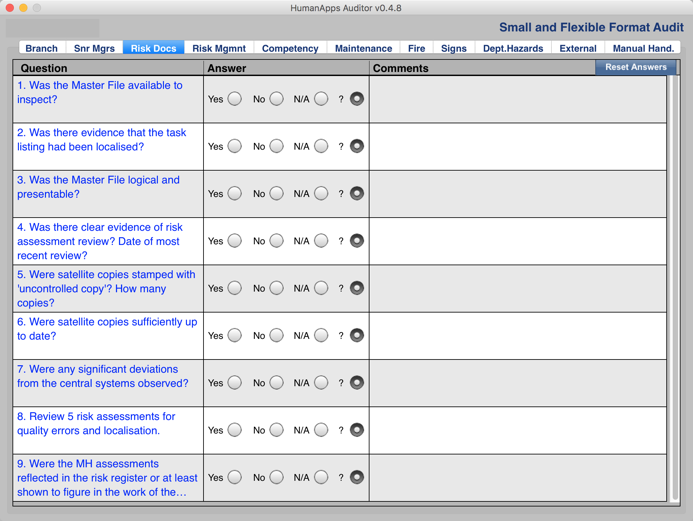 HumanApps Auditor v0.4.8
Small and Flexible Format Audit
Branch Snr Mgrs Risk Docs Risk Mgmnt Competency Maintenance Fire Signs Dept.Hazards External Manual Hand.
Question Answer Comments Reset Answers
1. Was the Master File available to
inspect?
Yes No N/A ?
2. Was there evidence that the task
listing had been localised?
Yes No N/A ?
3. Was the Master File logical and
presentable?
Yes No N/A ?
4. Was there clear evidence of risk
assessment review? Date of most
recent review?
Yes No N/A ?
5. Were satellite copies stamped with
'uncontrolled copy'? How many
copies?
Yes No N/A ?
6. Were satellite copies sufficiently up
to date?
Yes No N/A ?
7. Were any significant deviations
from the central systems observed?
Yes No N/A ?
8. Review 5 risk assessments for
quality errors and localisation.
Yes No N/A ?
9. Were the MH assessments
reflected in the risk register or at least
shown to figure in the work of the…
Yes No N/A ?